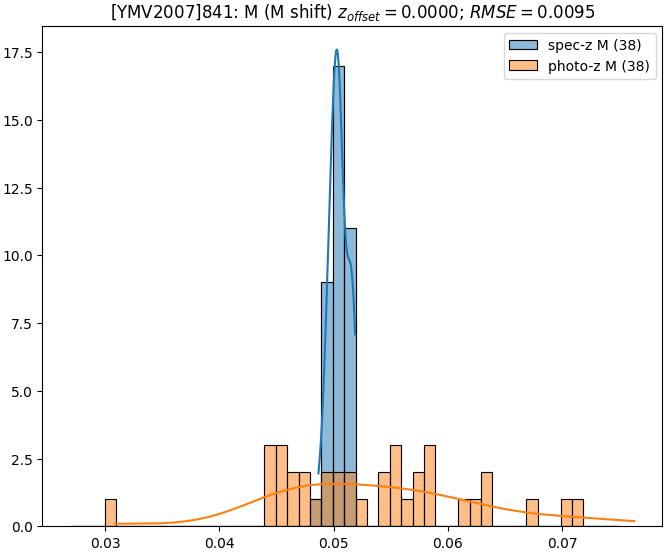 [YMV2007]841: M (M shift) z_offset = 0.0000; RMSE = 0.0095
spec-z M (38)
photo-z M (38)
17.5
15.0
12.5
10.0
7.5
5.0
2.5
0.0
0.03 0.04 0.05 0.06 0.07